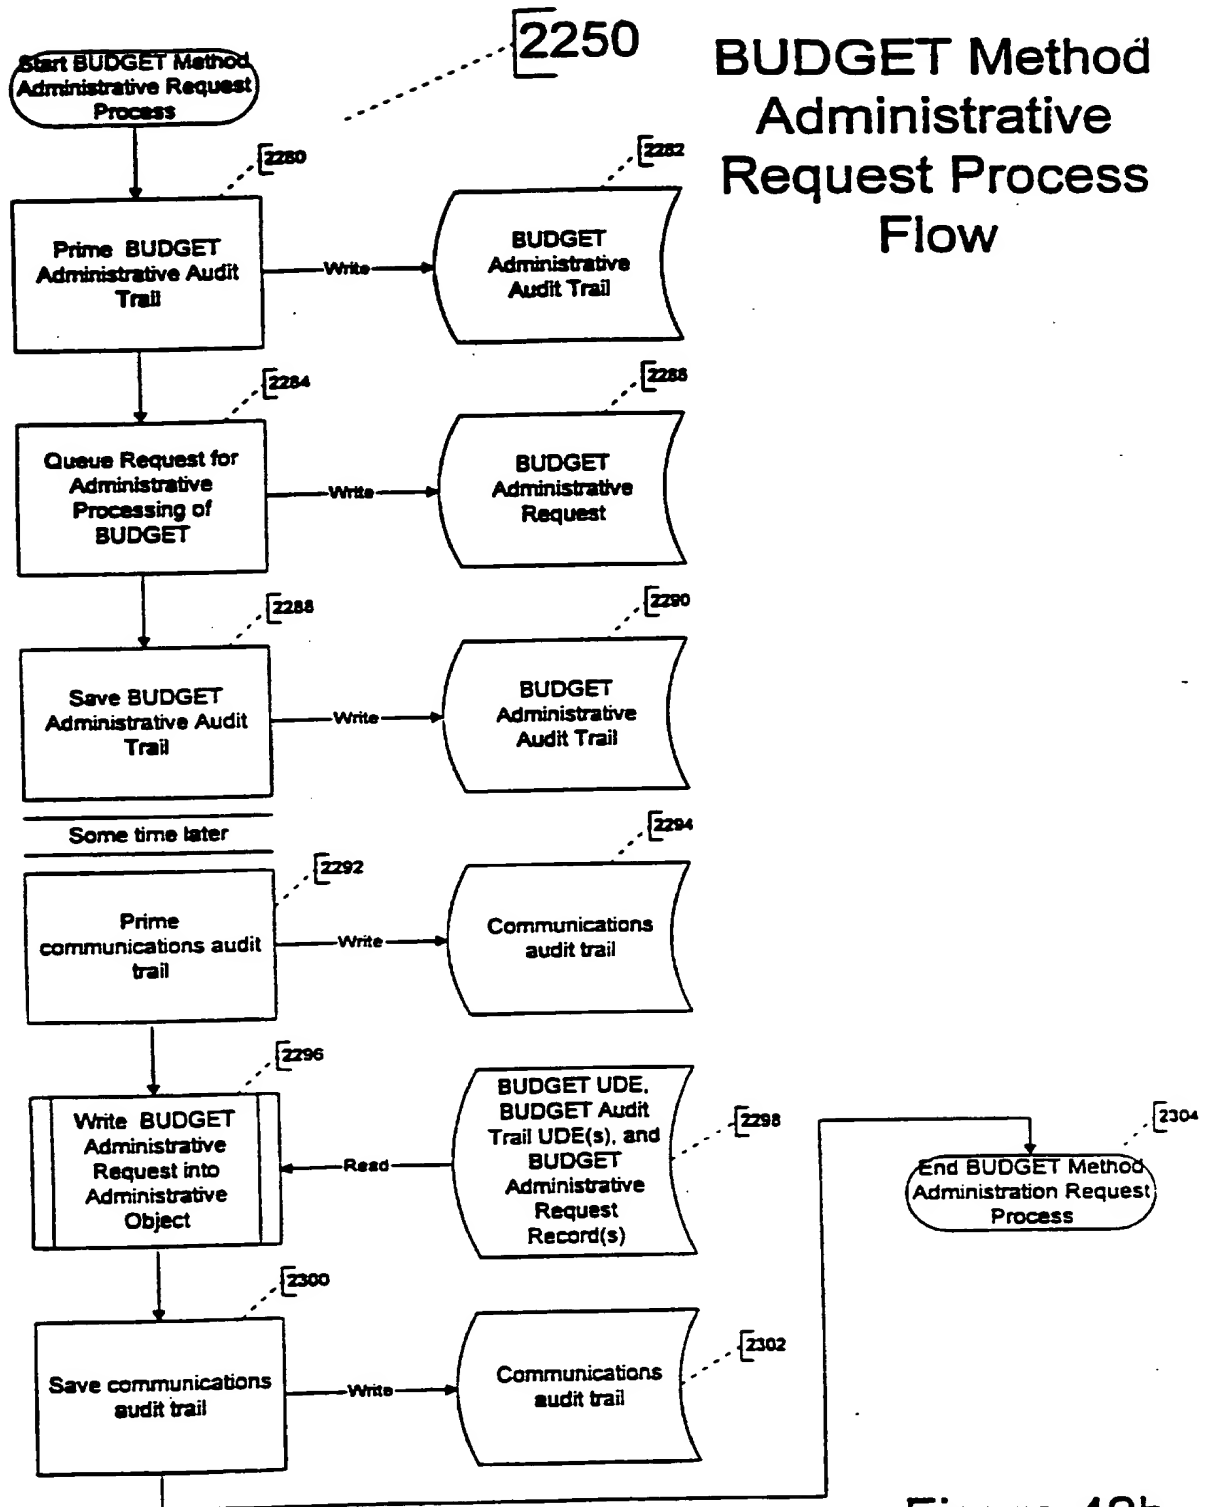 2250
BUDGET Method
Administrative
Request Process
Flow
Start BUDGET Method
Administrative Request
Process
2280
Prime BUDGET
Administrative Audit
Trail
Write
2282
BUDGET
Administrative
Audit Trail
2284
Queue Request for
Administrative
Processing of
BUDGET
Write
2288
BUDGET
Administrative
Request
2288
Save BUDGET
Administrative Audit
Trail
Write
2290
BUDGET
Administrative
Audit Trail
Some time later
2292
Prime
communications audit
trail
Write
2294
Communications
audit trail
2296
Write BUDGET
Administrative
Request into
Administrative
Object
Read
2298
BUDGET UDE,
BUDGET Audit
Trail UDE(s), and
BUDGET
Administrative
Request
Record(s)
2300
Save communications
audit trail
Write
2302
Communications
audit trail
2304
End BUDGET Method
Administration Request
Process